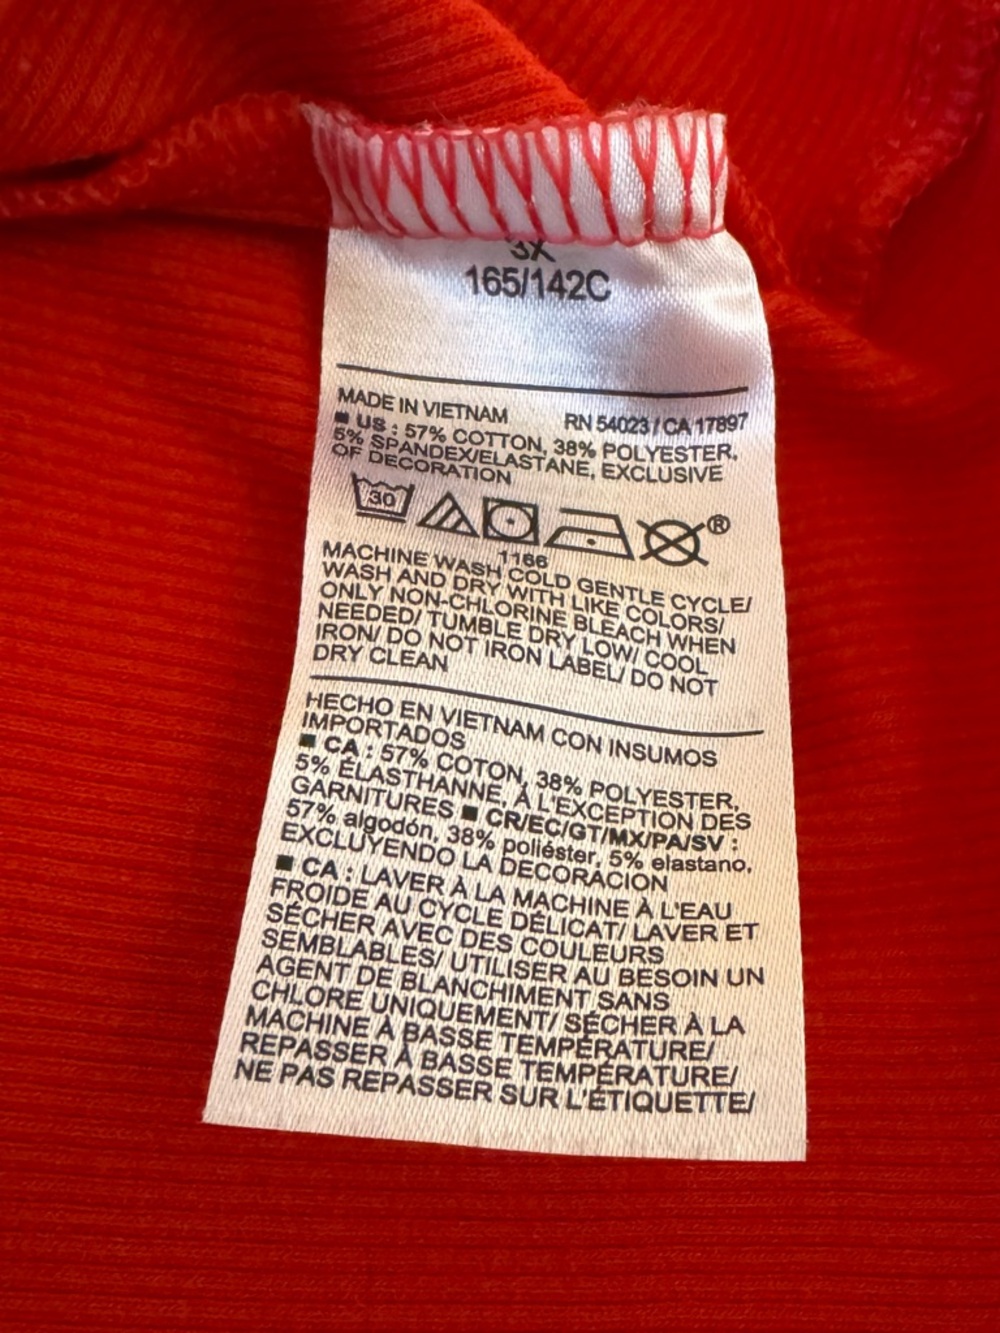 3X
165/142C
MADE IN VIETNAM RN 54023 / CA 17897
■ US : 57% COTTON, 38% POLYESTER,
5% SPANDEX/ELASTANE, EXCLUSIVE
OF DECORATION
30
®
1166
MACHINE WASH COLD GENTLE CYCLE/
WASH AND DRY WITH LIKE COLORS/
ONLY NON-CHLORINE BLEACH WHEN
NEEDED/ TUMBLE DRY LOW/ COOL
IRON/ DO NOT IRON LABEL/ DO NOT
DRY CLEAN
HECHO EN VIETNAM CON INSUMOS
IMPORTADOS
■ CA : 57% COTON, 38% POLYESTER,
5% ÉLASTHANNE, À L'EXCEPTION DES
GARNITURES ■ CR/EC/GT/MX/PA/SV :
57% algodón, 38% poliéster, 5% elastano,
EXCLUYENDO LA DECORACION
■ CA : LAVER À LA MACHINE À L'EAU
FROIDE AU CYCLE DÉLICAT/ LAVER ET
SÉCHER AVEC DES COULEURS
SEMBLABLES/ UTILISER AU BESOIN UN
AGENT DE BLANCHIMENT SANS
CHLORE UNIQUEMENT/ SÉCHER À LA
MACHINE À BASSE TEMPÉRATURE/
REPASSER À BASSE TEMPÉRATURE/
NE PAS REPASSER SUR L'ÉTIQUETTE/